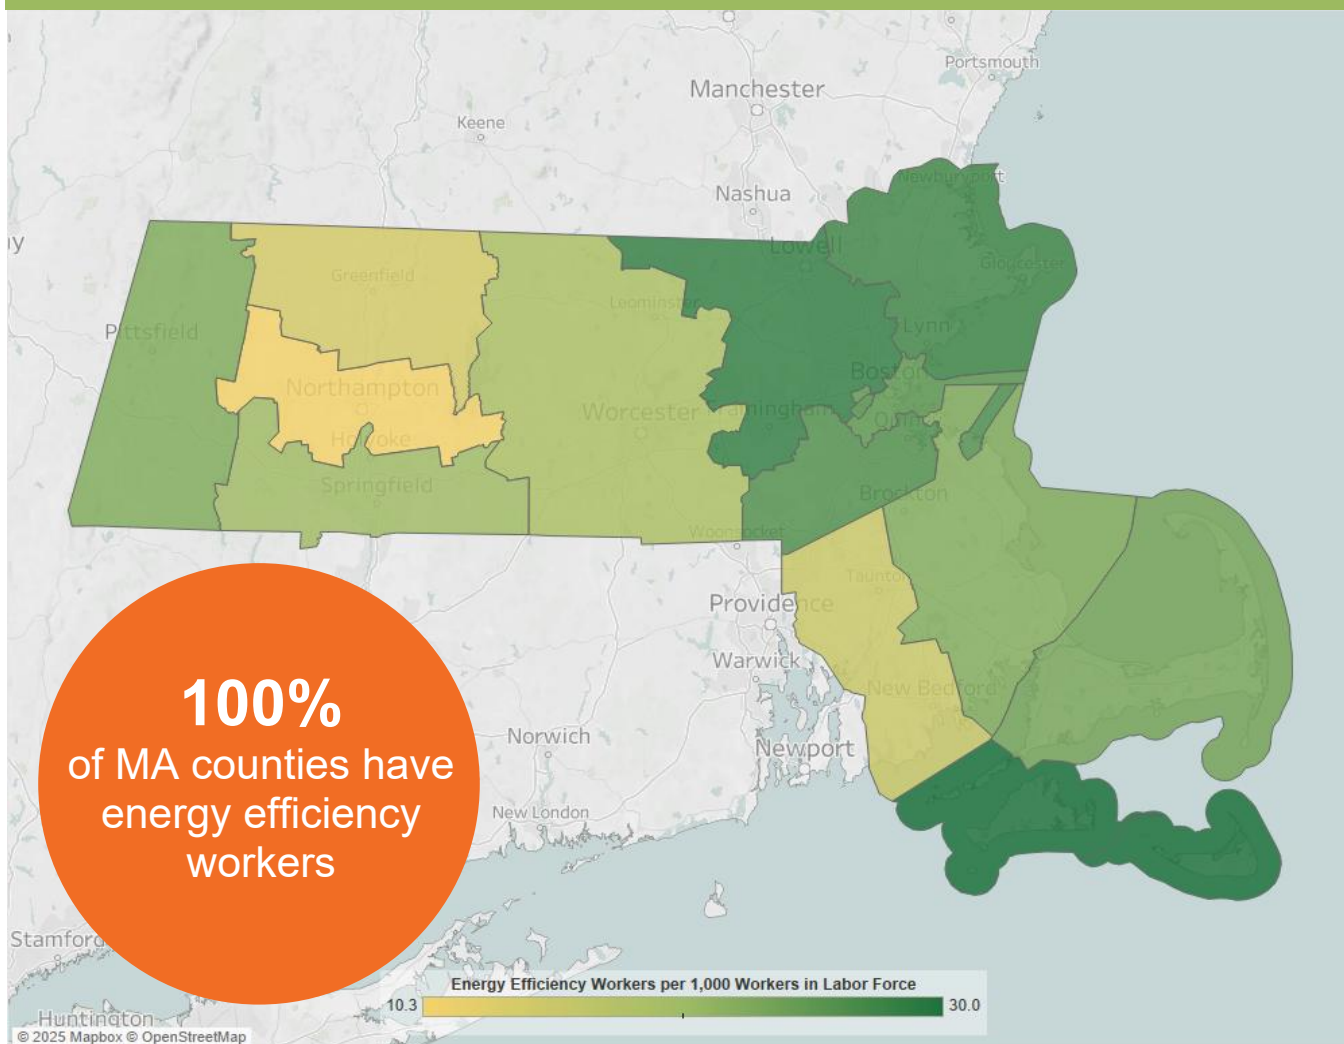 Portsmouth
Manchester
Keene
Nashua
Newburyport
y
Lowell
Gloucester
Greenfield
Leominster
Pittsfield
Lynn
Boston
Northampton
Worcester
Framingham
Quincy
Holyoke
Springfield
Brockton
Woonsocket
Taunton
Providence
Warwick
New Bedford
100%
of MA counties have
energy efficiency
workers
Norwich
Newport
New London
Stamford
Energy Efficiency Workers per 1,000 Workers in Labor Force
10.3
30.0
Huntington
© 2025 Mapbox © OpenStreetMap